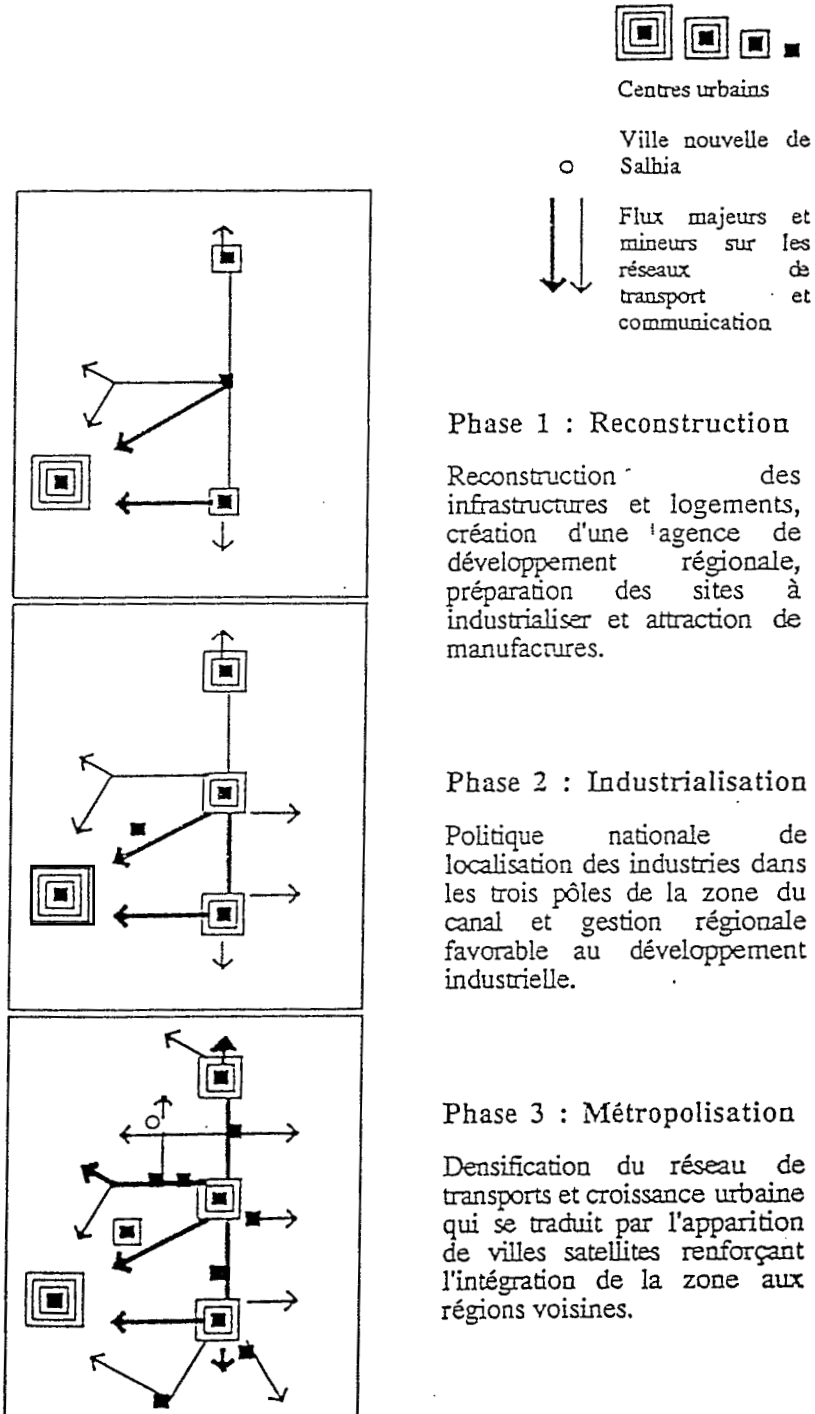 Centres urbains
Ville nouvelle de
Salhia
Flux majeurs et
mineurs sur les
réseaux de
transport et
communication
Phase 1 : Reconstruction
Reconstruction des
infrastructures et logements,
création d'une agence de
développement régionale,
préparation des sites à
industrialiser et attraction de
manufactures.
Phase 2 : Industrialisation
Politique nationale de
localisation des industries dans
les trois pôles de la zone du
canal et gestion régionale
favorable au développement
industrielle.
Phase 3 : Métropolisation
Densification du réseau de
transports et croissance urbaine
qui se traduit par l'apparition
de villes satellites renforçant
l'intégration de la zone aux
régions voisines.